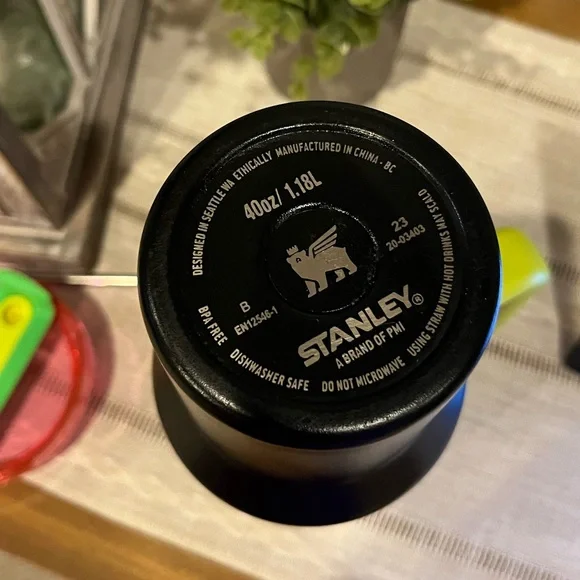 DESIGNED IN SEATTLE WA ETHICALLY MANUFACTURED IN CHINA - BC
40oz/ 1.18L
23
20-03403
B
EN12546-1
STANLEY®
A BRAND OF PMI
BPA FREE DISHWASHER SAFE DO NOT MICROWAVE USING STRAW WITH HOT DRINKS MAY SCALD